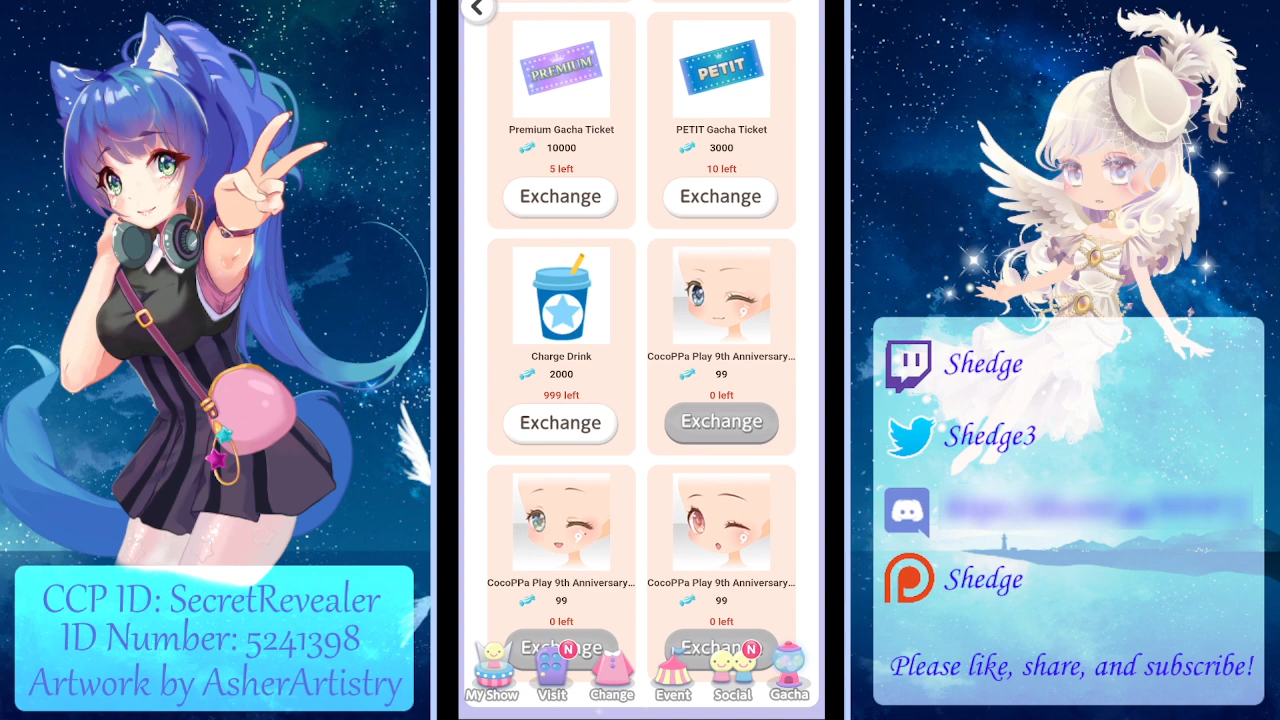 CCP ID: SecretRevealer
ID Number: 5241398
Artwork by AsherArtistry
PREMIUM
PETIT
Premium Gacha Ticket
10000
5 left
Exchange
PETIT Gacha Ticket
3000
10 left
Exchange
Charge Drink
2000
999 left
Exchange
CocoPPa Play 9th Anniversary...
99
0 left
Exchange
CocoPPa Play 9th Anniversary...
99
0 left
Exchange
CocoPPa Play 9th Anniversary...
99
0 left
Exchange
N
N
My Show
Visit
Change
Event
Social
Gacha
Shedge
Shedge3
Shedge
Please like, share, and subscribe!